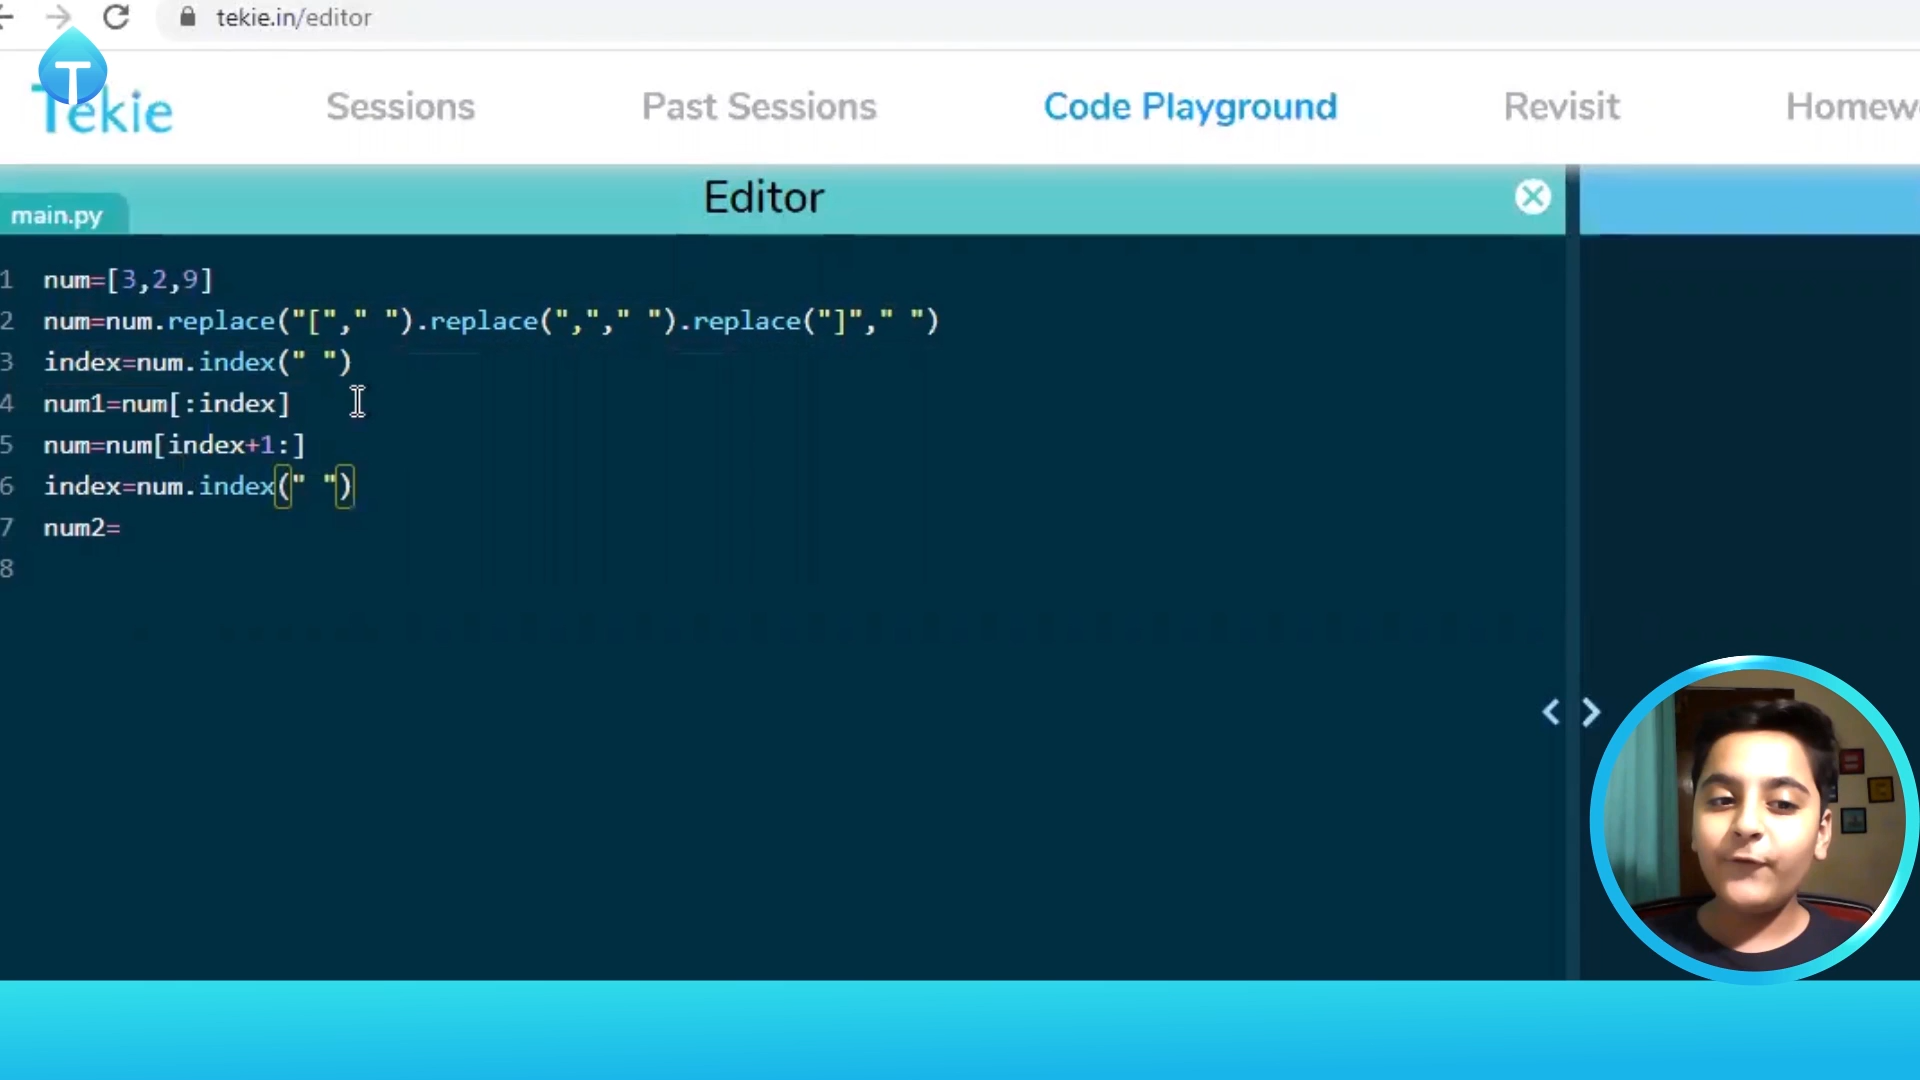 tekie.in/editor
T
Tekie Sessions Past Sessions Code Playground Revisit Homew
main.py Editor
1 num=[3,2,9]
2 num=num.replace("["," ").replace(","," ").replace("]"," ")
3 index=num.index(" ")
4 num1=num[:index]
5 num=num[index+1:]
6 index=num.index(" ")
7 num2=
8